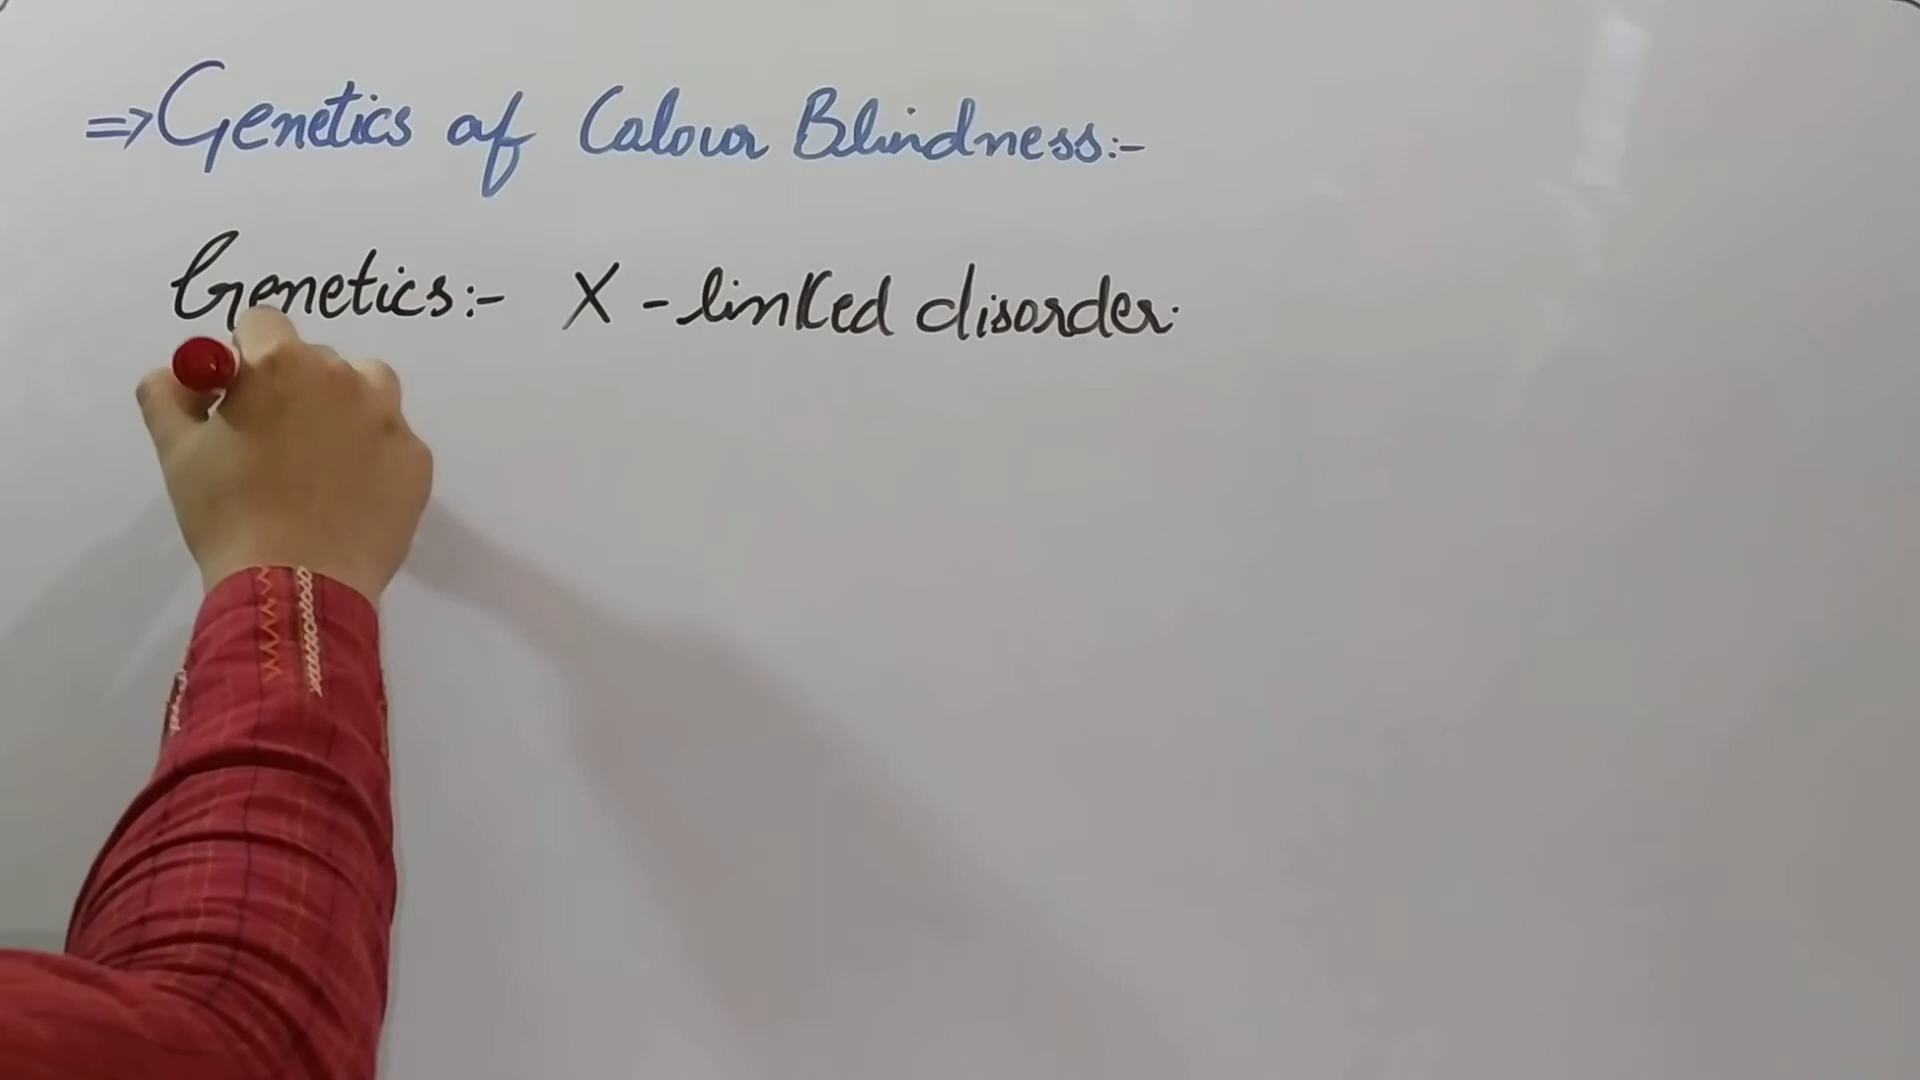 ⇒ Genetics of Colour Blindness:-
Genetics:- X - linked disorder.